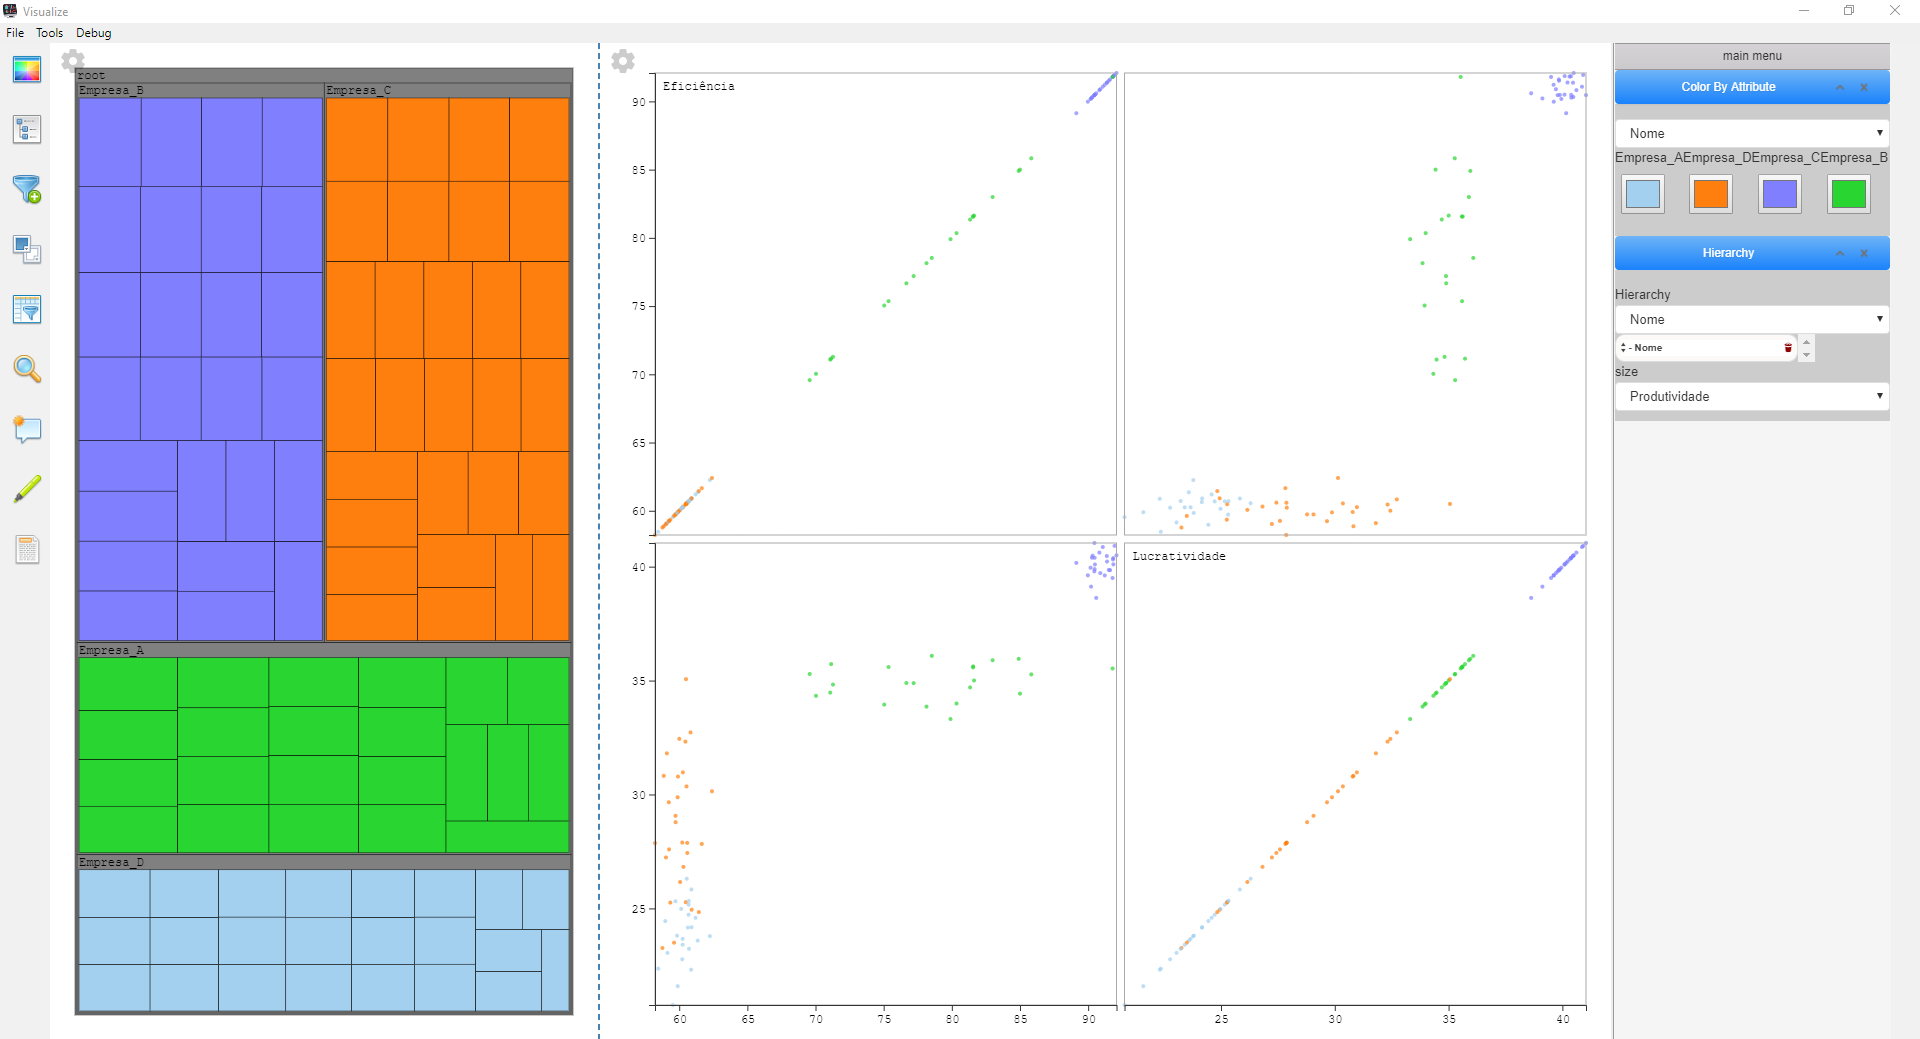 Visualize
File Tools Debug
root
Empresa_B
Empresa_C
Empresa_A
Empresa_D
Eficiência
90
85
80
75
70
65
60
Lucratividade
40
35
30
25
60 65 70 75 80 85 90
25 30 35 40
main menu
Color By Attribute
Nome
Empresa_AEmpresa_DEmpresa_CEmpresa_B
Hierarchy
Hierarchy
Nome
- Nome
size
Produtividade